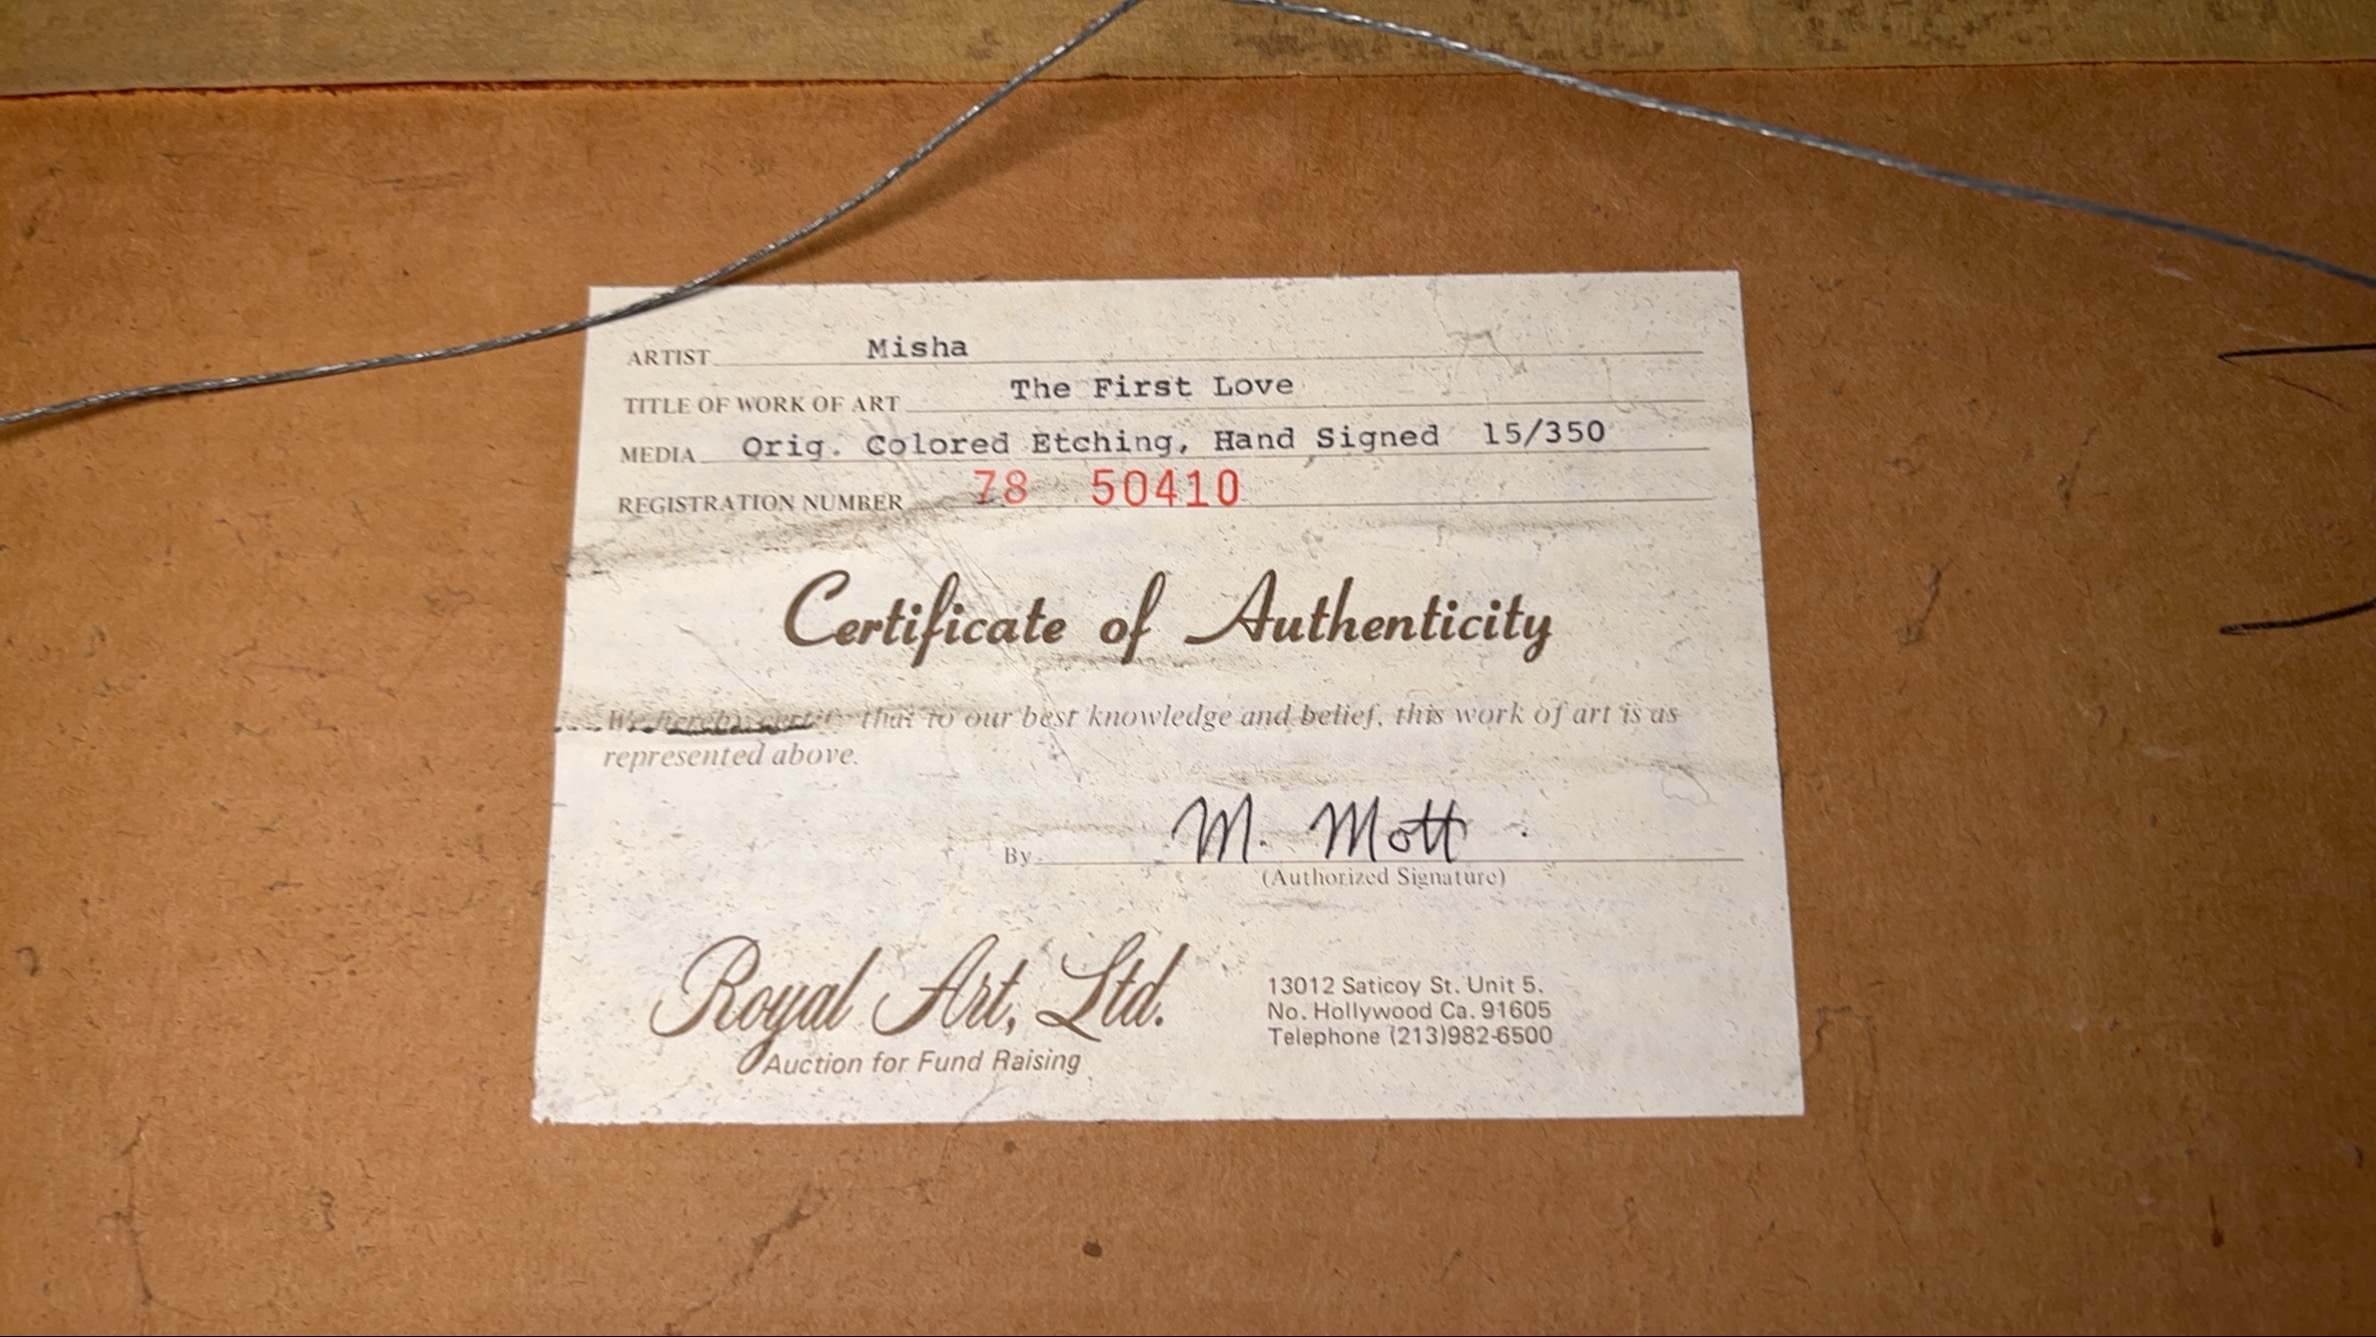 ARTIST Misha
TITLE OF WORK OF ART The First Love
MEDIA Orig. Colored Etching, Hand Signed 15/350
REGISTRATION NUMBER 78 50410
Certificate of Authenticity
We hereby certify that to our best knowledge and belief, this work of art is as
represented above.
By M. Mott
(Authorized Signature)
Royal Art, Ltd.
Auction for Fund Raising
13012 Saticoy St. Unit 5.
No. Hollywood Ca. 91605
Telephone (213)982-6500